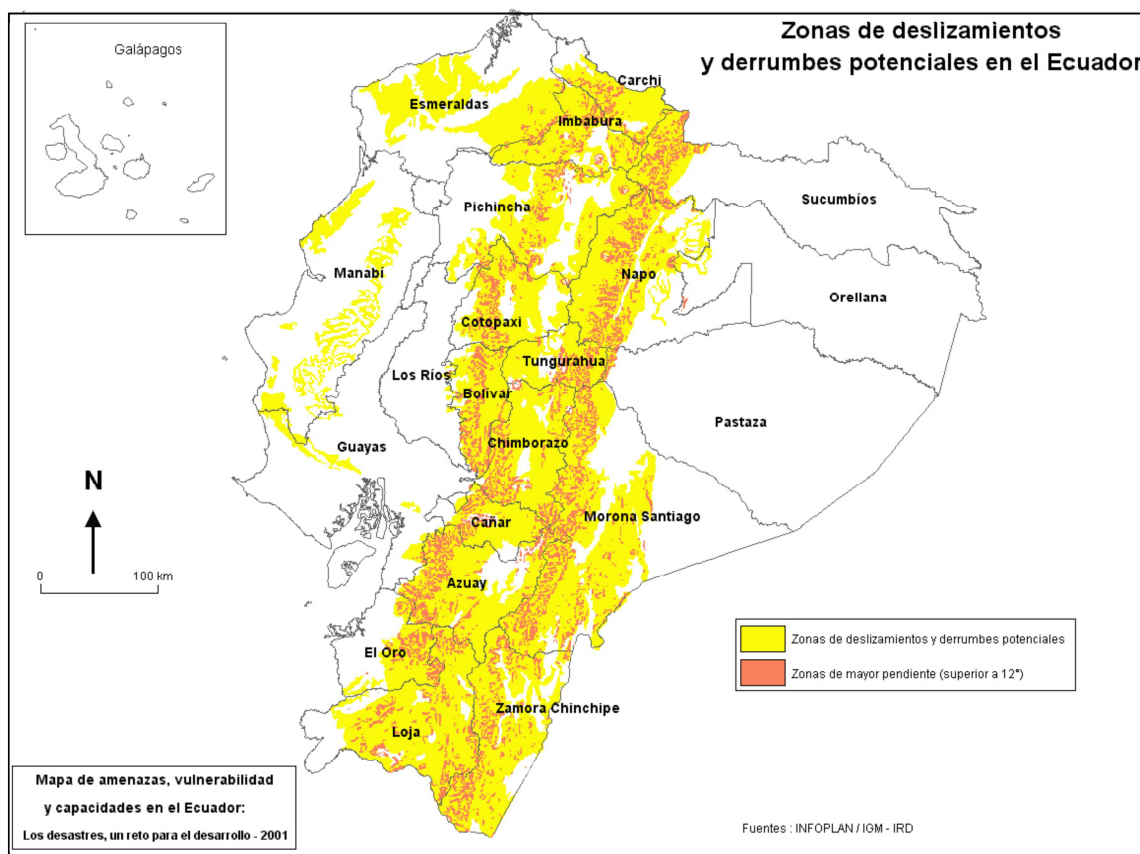 Zonas de deslizamientos
y derrumbes potenciales en el Ecuador
Galápagos
Carchi
Esmeraldas
Imbabura
Pichincha
Sucumbíos
Manabí
Napo
Orellana
Cotopaxi
Tungurahua
Los Ríos
Bolívar
Pastaza
Chimborazo
Guayas
N
Cañar
Morona Santiago
0
100 km
Azuay
Zonas de deslizamientos y derrumbes potenciales
El Oro
Zonas de mayor pendiente (superior a 12°)
Zamora Chinchipe
Loja
Mapa de amenazas, vulnerabilidad
y capacidades en el Ecuador:
Los desastres, un reto para el desarrollo - 2001
Fuentes : INFOPLAN / IGM - IRD